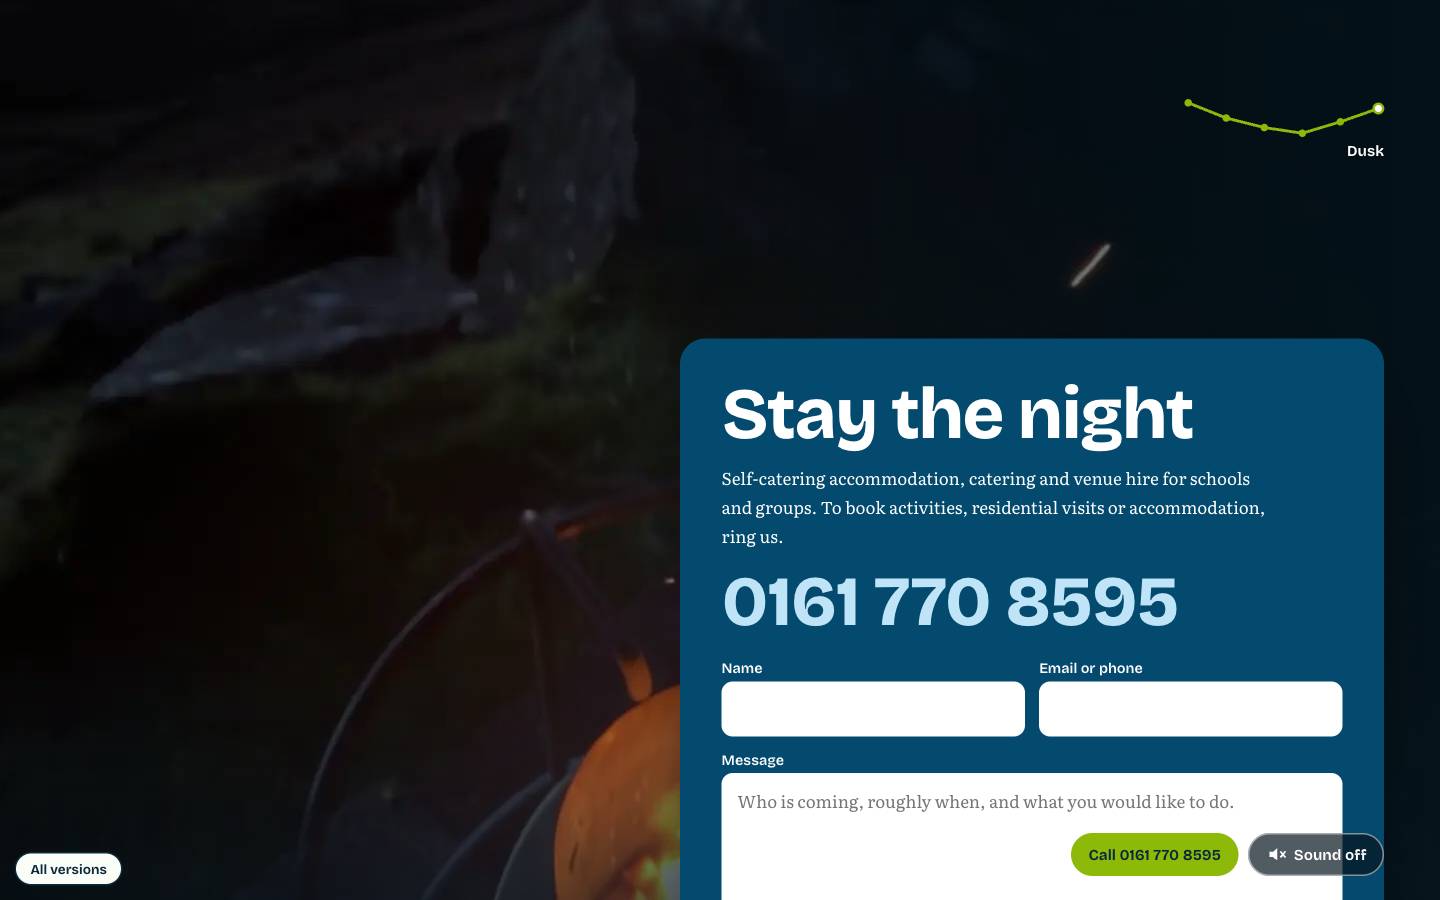 Dusk
Stay the night
Self-catering accommodation, catering and venue hire for schools
and groups. To book activities, residential visits or accommodation,
ring us.
0161 770 8595
Name
Email or phone
Message
Who is coming, roughly when, and what you would like to do.
Call 0161 770 8595
Sound off
All versions